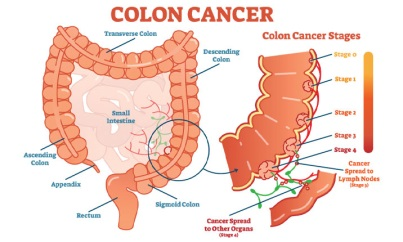 COLON CANCER
Transverse Colon
Descending
Colon
Small
Intestine
Ascending
Colon
Appendix
Rectum
Sigmoid Colon
Colon Cancer Stages
Stage 0
Stage 1
Stage 2
Stage 3
Stage 4
Cancer
Spread to
Lymph Nodes
(Stage 3)
Cancer Spread
to Other Organs
(Stage 4)